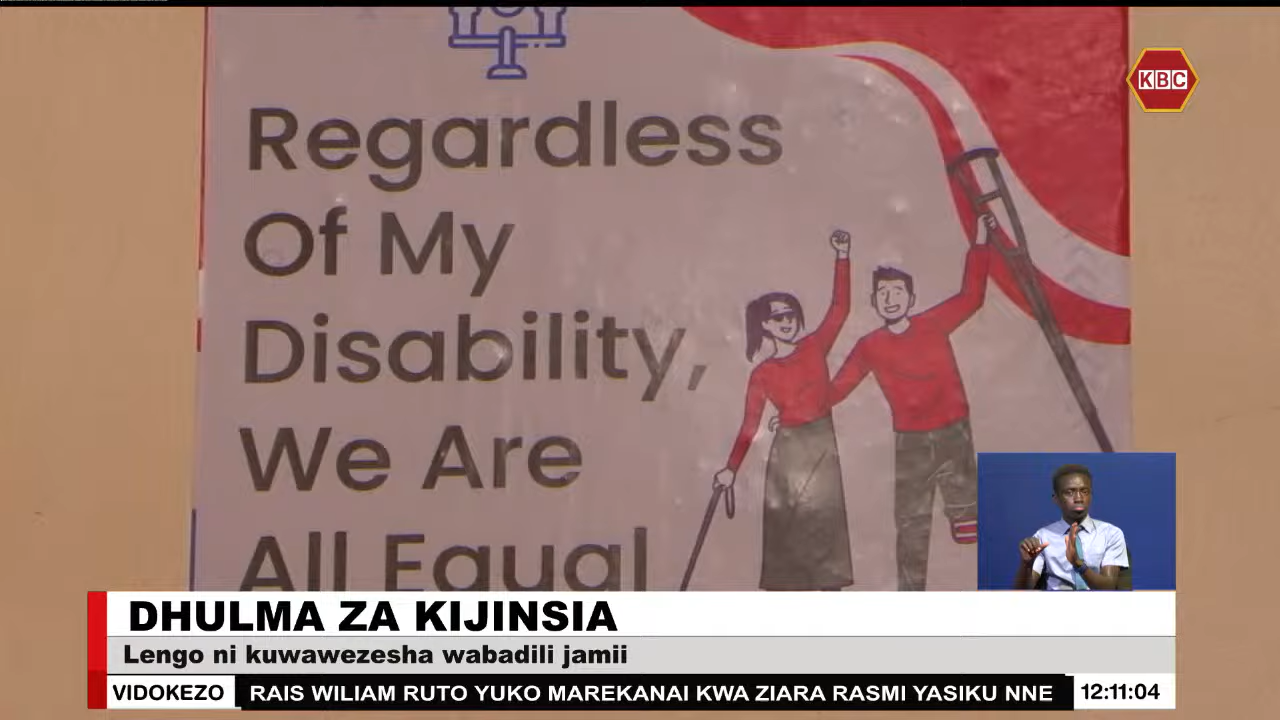 KBC
Regardless
Of My
Disability,
We Are
All Equal
DHULMA ZA KIJINSIA
Lengo ni kuwawezesha wabadili jamii
VIDOKEZO RAIS WILIAM RUTO YUKO MAREKANAI KWA ZIARA RASMI YASIKU NNE 12:11:04